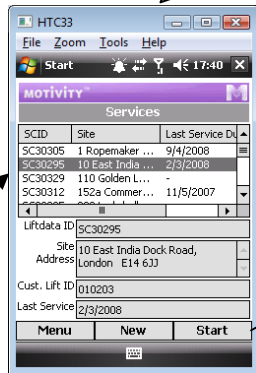 HTC33
File Zoom Tools Help
Start 17:40
MOTIVITY™ M
Services
SCID Site Last Service Du
SC30305 1 Ropemaker ... 9/4/2008
SC30295 10 East India ... 2/3/2008
SC30329 110 Golden L... -
SC30312 152a Commer... 11/5/2007
Liftdata ID SC30295
Site Address 10 East India Dock Road,
London E14 6JJ
Cust. Lift ID 010203
Last Service 2/3/2008
Menu New Start